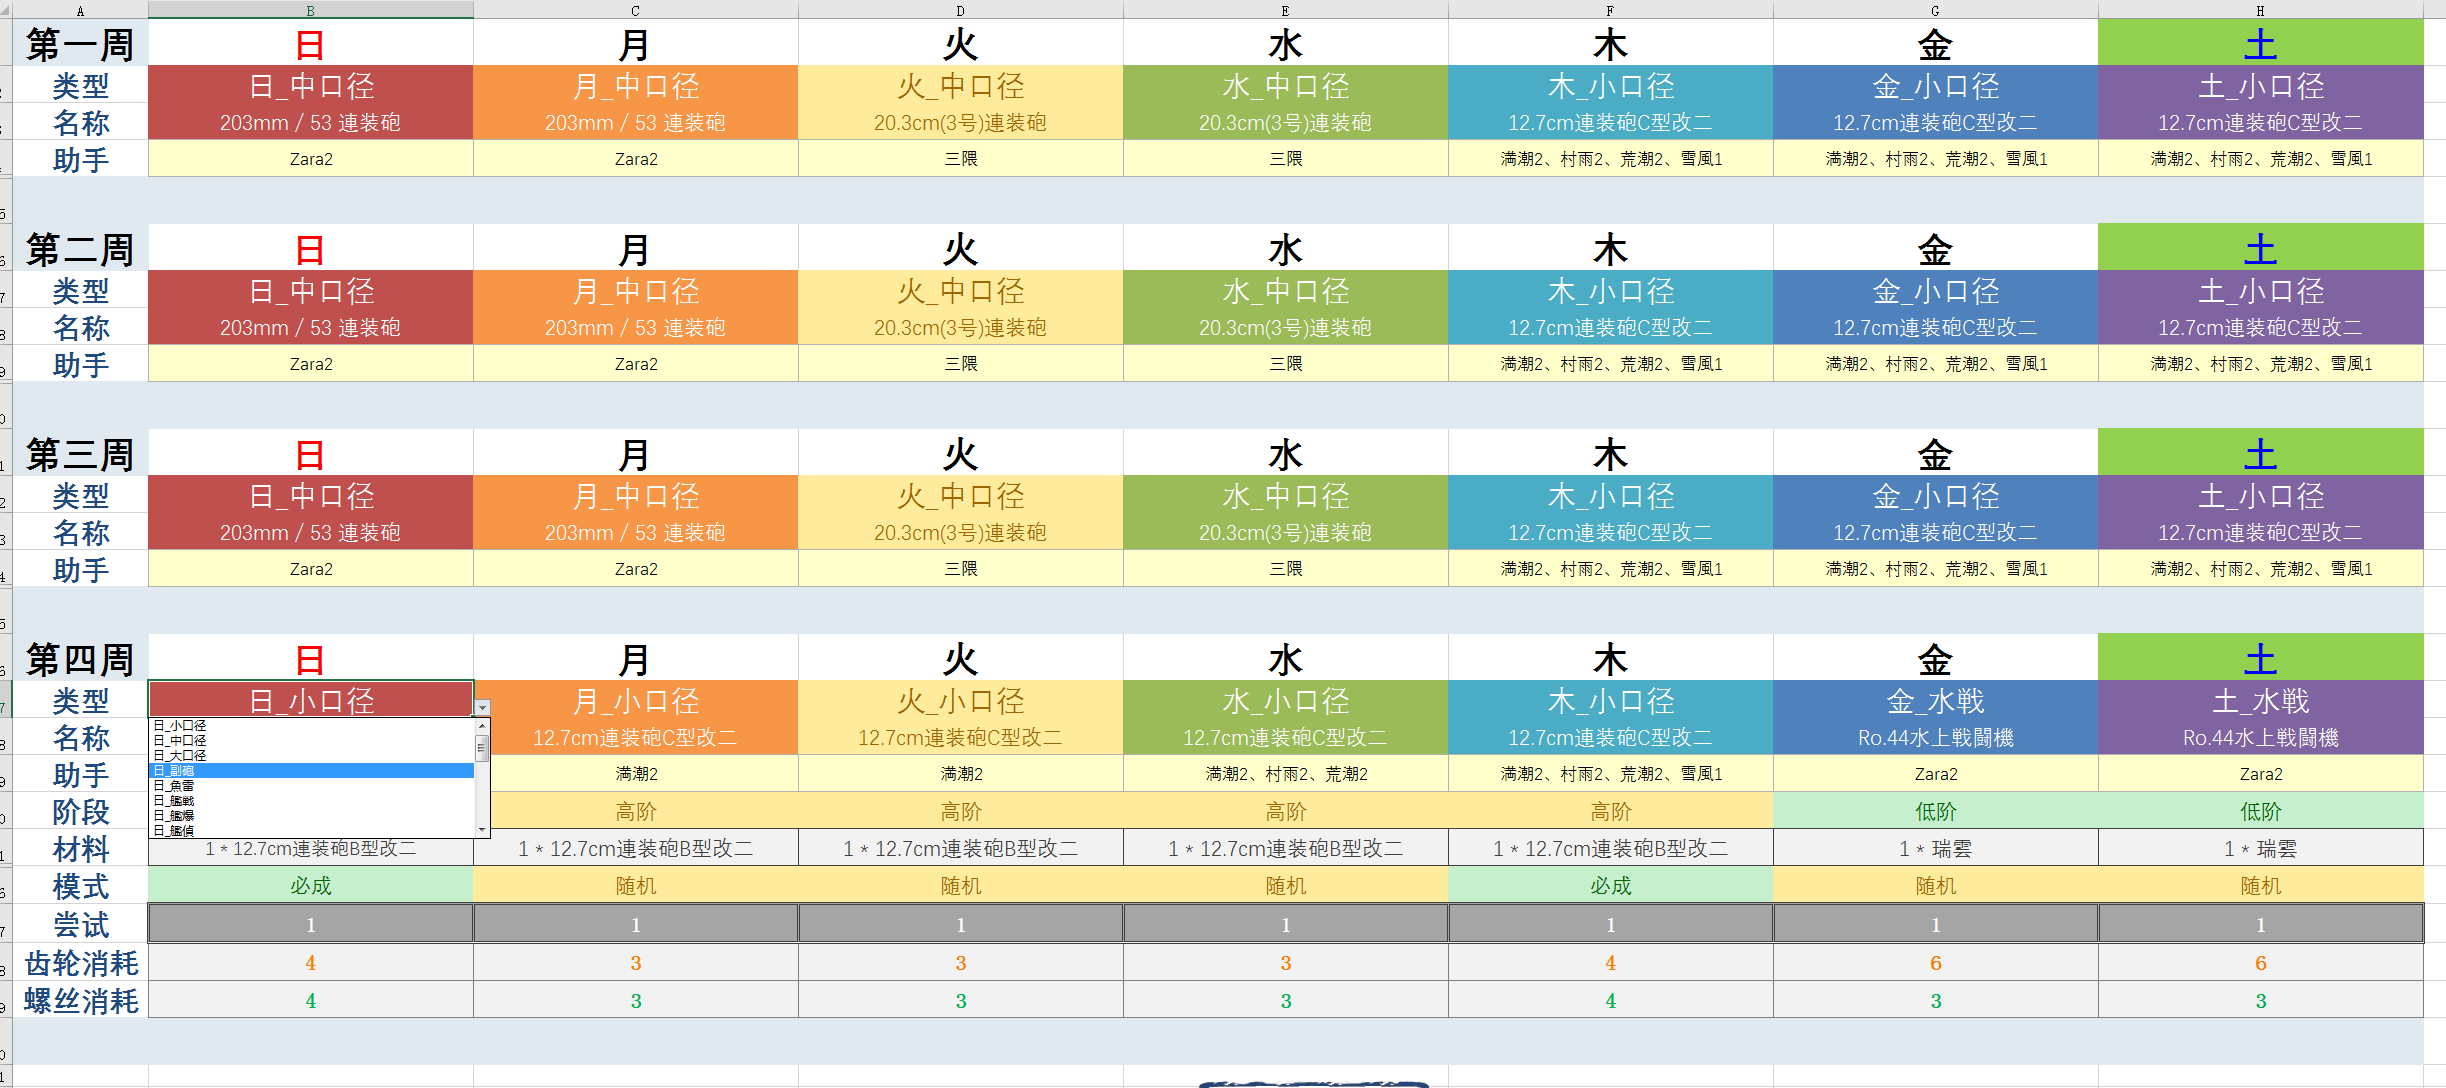 A B C D E F G H
第一周 日 月 火 水 木 金 土
类型 日_中口径 月_中口径 火_中口径 水_中口径 木_小口径 金_小口径 土_小口径
名称 203mm / 53 連装砲 203mm / 53 連装砲 20.3cm(3号)連装砲 20.3cm(3号)連装砲 12.7cm連装砲C型改二 12.7cm連装砲C型改二 12.7cm連装砲C型改二
助手 Zara2 Zara2 三隈 三隈 満潮2、村雨2、荒潮2、雪風1 満潮2、村雨2、荒潮2、雪風1 満潮2、村雨2、荒潮2、雪風1
第二周 日 月 火 水 木 金 土
类型 日_中口径 月_中口径 火_中口径 水_中口径 木_小口径 金_小口径 土_小口径
名称 203mm / 53 連装砲 203mm / 53 連装砲 20.3cm(3号)連装砲 20.3cm(3号)連装砲 12.7cm連装砲C型改二 12.7cm連装砲C型改二 12.7cm連装砲C型改二
助手 Zara2 Zara2 三隈 三隈 満潮2、村雨2、荒潮2、雪風1 満潮2、村雨2、荒潮2、雪風1 満潮2、村雨2、荒潮2、雪風1
第三周 日 月 火 水 木 金 土
类型 日_中口径 月_中口径 火_中口径 水_中口径 木_小口径 金_小口径 土_小口径
名称 203mm / 53 連装砲 203mm / 53 連装砲 20.3cm(3号)連装砲 20.3cm(3号)連装砲 12.7cm連装砲C型改二 12.7cm連装砲C型改二 12.7cm連装砲C型改二
助手 Zara2 Zara2 三隈 三隈 満潮2、村雨2、荒潮2、雪風1 満潮2、村雨2、荒潮2、雪風1 満潮2、村雨2、荒潮2、雪風1
第四周 日 月 火 水 木 金 土
类型 日_小口径 月_小口径 火_小口径 水_小口径 木_小口径 金_水戦 土_水戦
日_小口径
日_中口径
日_大口径
日_副砲
日_魚雷
日_艦戦
日_艦爆
日_艦偵
名称 12.7cm連装砲C型改二 12.7cm連装砲C型改二 12.7cm連装砲C型改二 12.7cm連装砲C型改二 Ro.44水上戦闘機 Ro.44水上戦闘機
助手 満潮2 満潮2 満潮2、村雨2、荒潮2 満潮2、村雨2、荒潮2、雪風1 Zara2 Zara2
阶段 高阶 高阶 高阶 高阶 低阶 低阶
材料 1 * 12.7cm連装砲B型改二 1 * 12.7cm連装砲B型改二 1 * 12.7cm連装砲B型改二 1 * 12.7cm連装砲B型改二 1 * 12.7cm連装砲B型改二 1 * 瑞雲 1 * 瑞雲
模式 必成 随机 随机 随机 必成 随机 随机
尝试 1 1 1 1 1 1 1
齿轮消耗 4 3 3 3 4 6 6
螺丝消耗 4 3 3 3 4 3 3